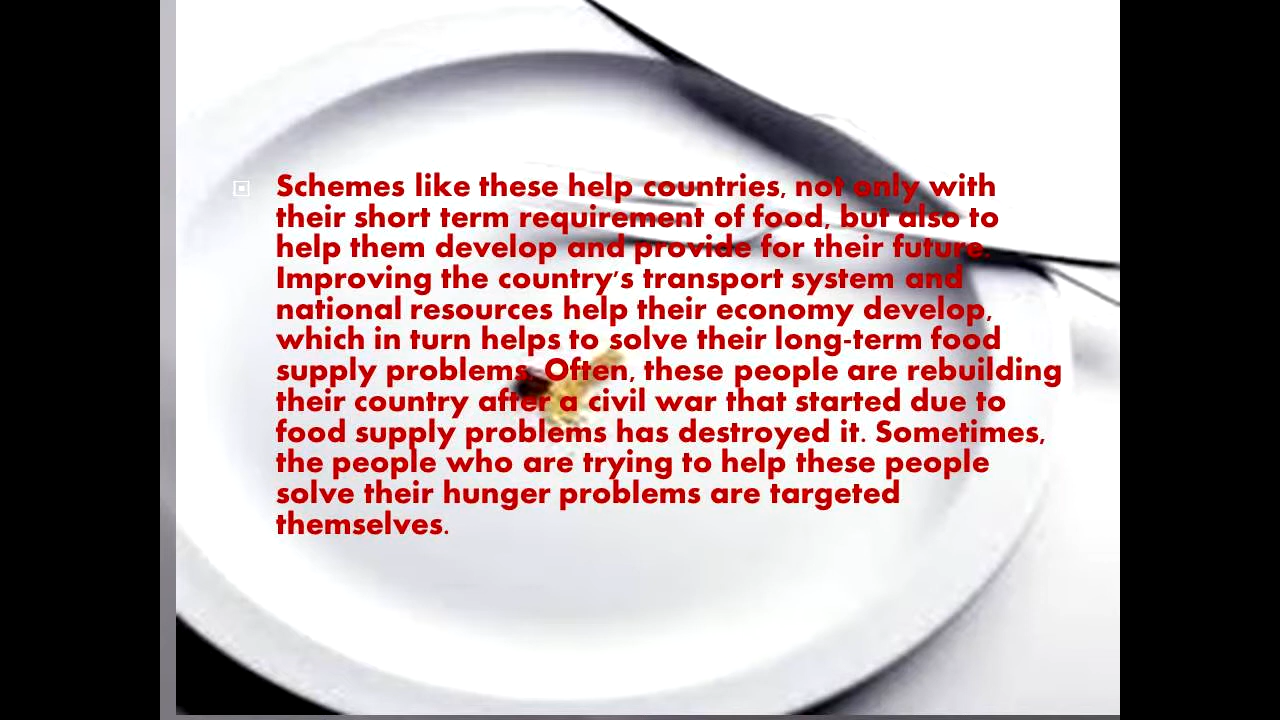 Schemes like these help countries, not only with
their short term requirement of food, but also to
help them develop and provide for their future.
Improving the country's transport system and
national resources help their economy develop,
which in turn helps to solve their long-term food
supply problems. Often, these people are rebuilding
their country after a civil war that started due to
food supply problems has destroyed it. Sometimes,
the people who are trying to help these people
solve their hunger problems are targeted
themselves.